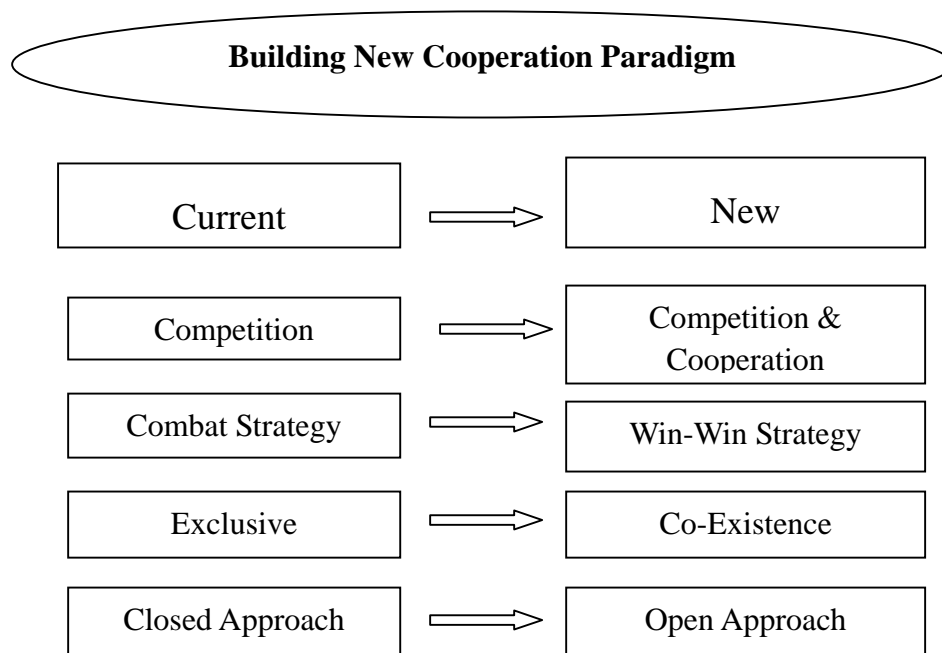 Building New Cooperation Paradigm
Current
New
Competition
Competition &
Cooperation
Combat Strategy
Win-Win Strategy
Exclusive
Co-Existence
Closed Approach
Open Approach